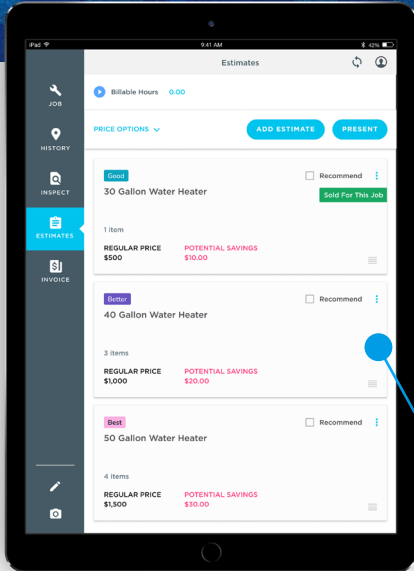 iPad 9:41 AM 42%
Estimates
JOB
HISTORY
INSPECT
ESTIMATES
INVOICE
Billable Hours 0.00
PRICE OPTIONS ADD ESTIMATE PRESENT
Good Recommend
30 Gallon Water Heater Sold For This Job
1 item
REGULAR PRICE POTENTIAL SAVINGS
$500 $10.00
Better Recommend
40 Gallon Water Heater
3 items
REGULAR PRICE POTENTIAL SAVINGS
$1,000 $20.00
Best Recommend
50 Gallon Water Heater
4 items
REGULAR PRICE POTENTIAL SAVINGS
$1,500 $30.00